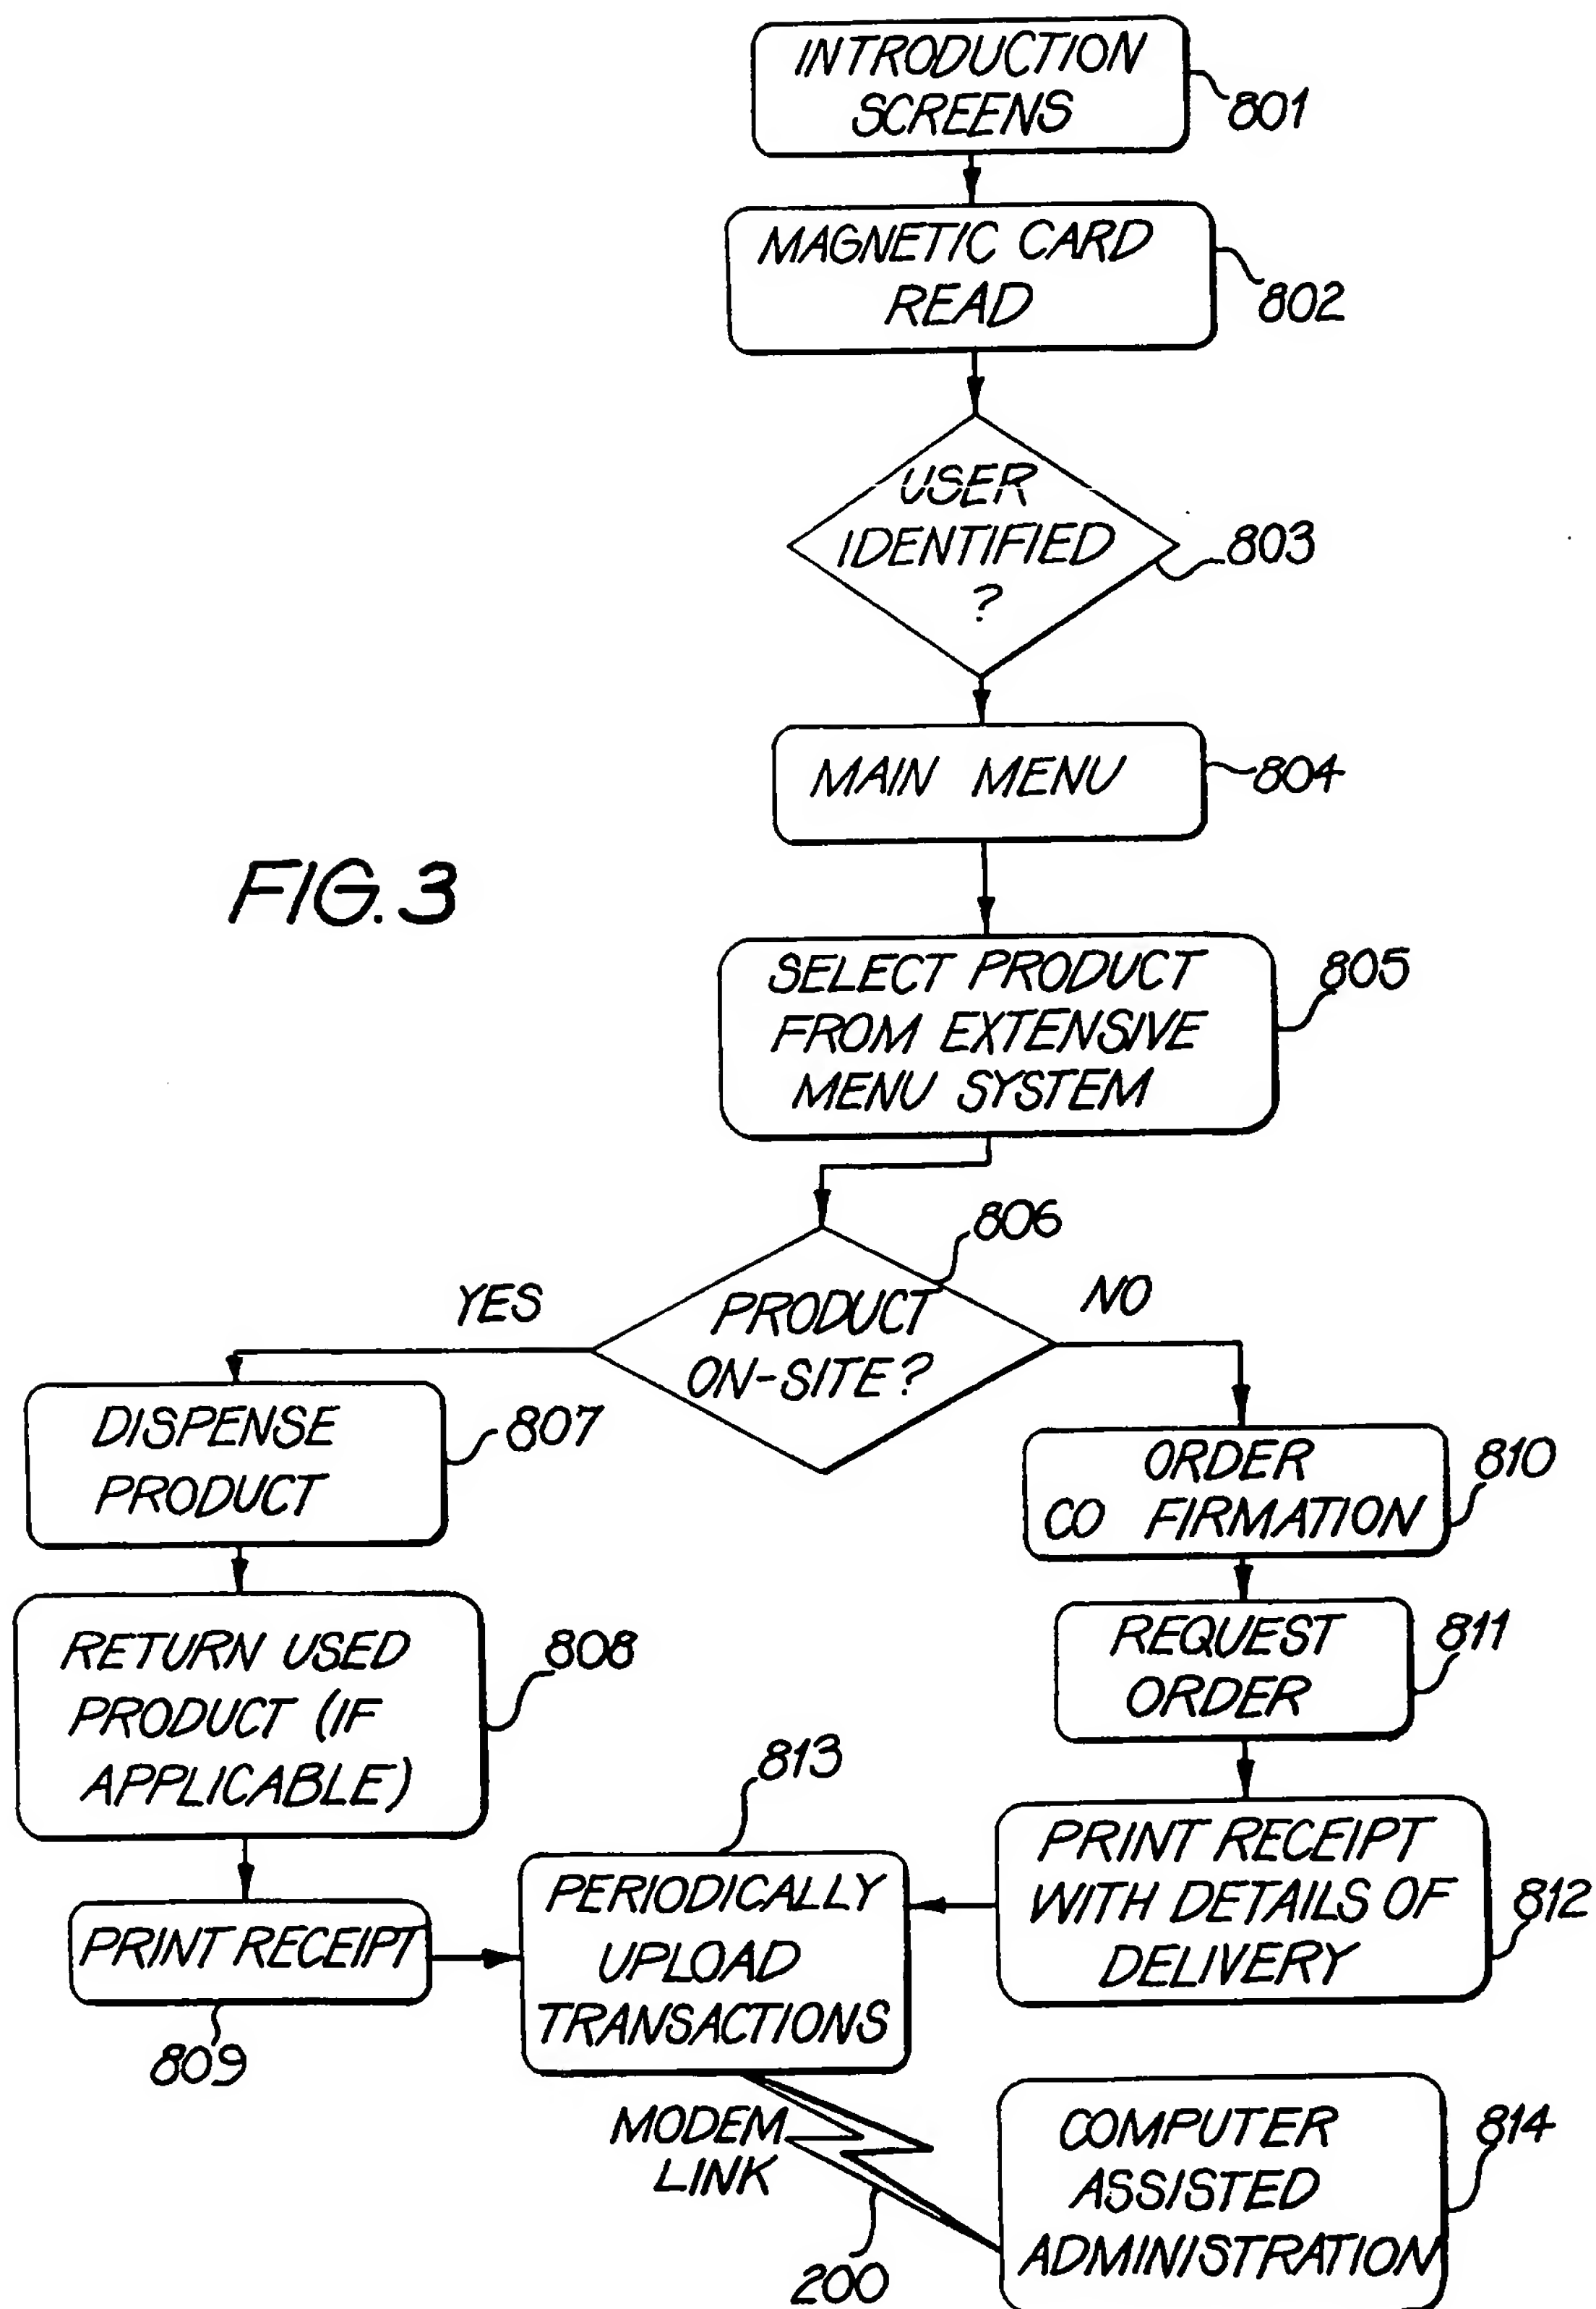 INTRODUCTION
SCREENS
801
MAGNETIC CARD
READ
802
USER
IDENTIFIED
?
803
MAIN MENU
804
FIG. 3
SELECT PRODUCT
FROM EXTENSIVE
MENU SYSTEM
805
806
YES
PRODUCT
ON-SITE?
NO
DISPENSE
PRODUCT
807
ORDER
CO FIRMATION
810
RETURN USED
PRODUCT (IF
APPLICABLE)
808
REQUEST
ORDER
811
813
PRINT RECEIPT
WITH DETAILS OF
DELIVERY
812
PRINT RECEIPT
809
PERIODICALLY
UPLOAD
TRANSACTIONS
MODEM
LINK
200
COMPUTER
ASSISTED
ADMINISTRATION
814